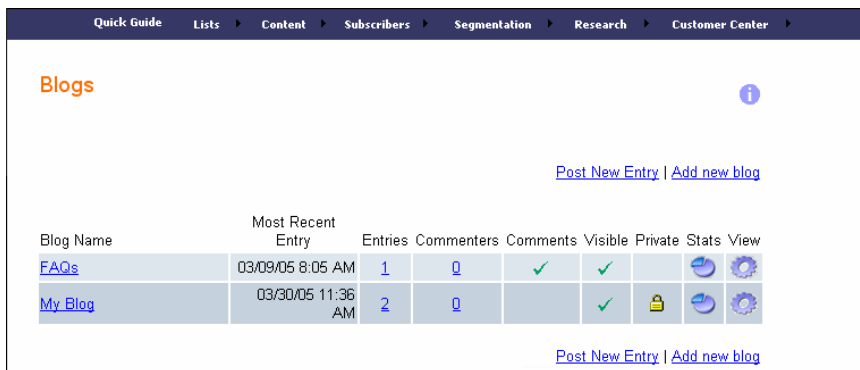 Quick Guide Lists Content Subscribers Segmentation Research Customer Center
Blogs
i
Post New Entry | Add new blog
Blog Name Most Recent Entry Entries Commenters Comments Visible Private Stats View
FAQs 03/09/05 8:05 AM 1 0
My Blog 03/30/05 11:36 AM 2 0
Post New Entry | Add new blog